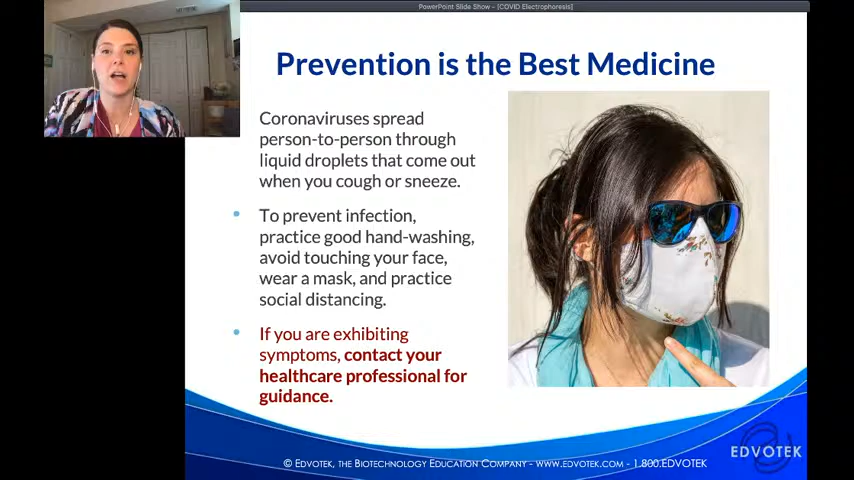 PowerPoint Slide Show - [COVID Electrophoresis]
Prevention is the Best Medicine
Coronaviruses spread
person-to-person through
liquid droplets that come out
when you cough or sneeze.
• To prevent infection,
practice good hand-washing,
avoid touching your face,
wear a mask, and practice
social distancing.
• If you are exhibiting
symptoms, contact your
healthcare professional for
guidance.
EDVOTEK
© EDVOTEK, THE BIOTECHNOLOGY EDUCATION COMPANY - WWW.EDVOTEK.COM - 1.800.EDVOTEK